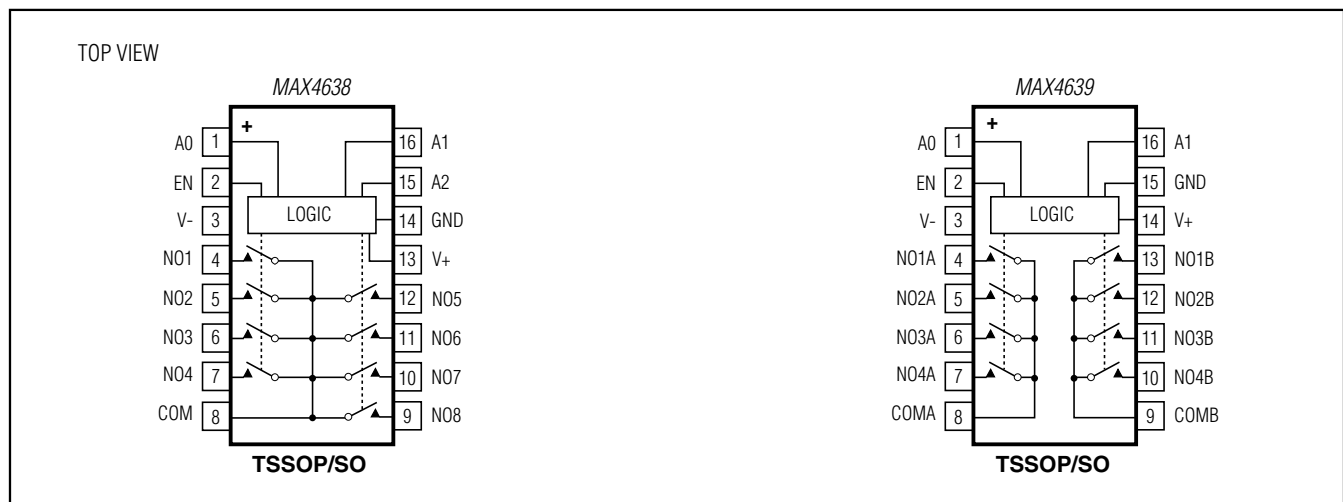 TOP VIEW
MAX4638
+
A0 1 16 A1
EN 2 15 A2
LOGIC
V- 3 14 GND
NO1 4 13 V+
NO2 5 12 NO5
NO3 6 11 NO6
NO4 7 10 NO7
COM 8 9 NO8
TSSOP/SO
MAX4639
+
A0 1 16 A1
EN 2 15 GND
LOGIC
V- 3 14 V+
NO1A 4 13 NO1B
NO2A 5 12 NO2B
NO3A 6 11 NO3B
NO4A 7 10 NO4B
COMA 8 9 COMB
TSSOP/SO